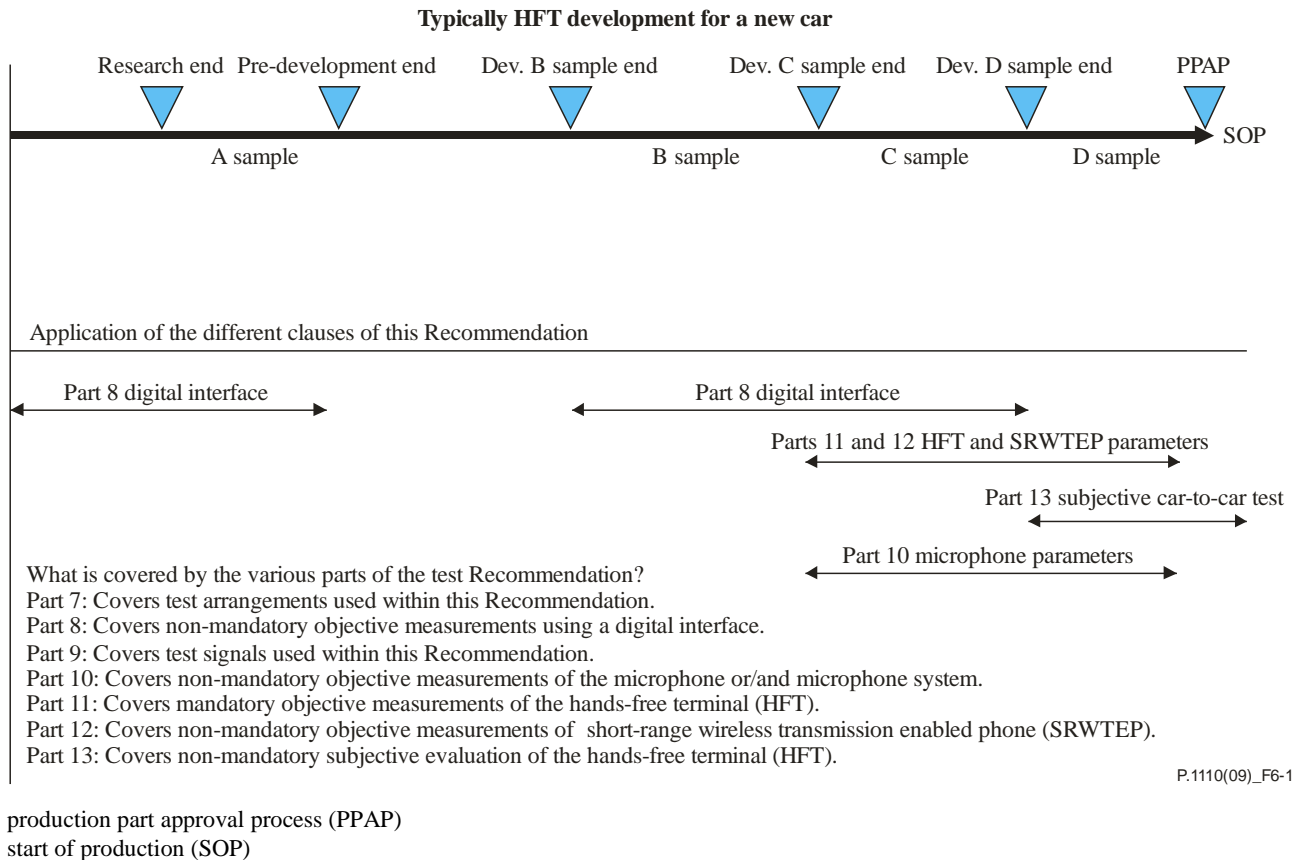 Typically HFT development for a new car
Research end Pre-development end Dev. B sample end Dev. C sample end Dev. D sample end PPAP
SOP
A sample B sample C sample D sample
Application of the different clauses of this Recommendation
Part 8 digital interface Part 8 digital interface
Parts 11 and 12 HFT and SRWTEP parameters
Part 13 subjective car-to-car test
Part 10 microphone parameters
What is covered by the various parts of the test Recommendation?
Part 7: Covers test arrangements used within this Recommendation.
Part 8: Covers non-mandatory objective measurements using a digital interface.
Part 9: Covers test signals used within this Recommendation.
Part 10: Covers non-mandatory objective measurements of the microphone or/and microphone system.
Part 11: Covers mandatory objective measurements of the hands-free terminal (HFT).
Part 12: Covers non-mandatory objective measurements of short-range wireless transmission enabled phone (SRWTEP).
Part 13: Covers non-mandatory subjective evaluation of the hands-free terminal (HFT).
P.1110(09)_F6-1
production part approval process (PPAP)
start of production (SOP)